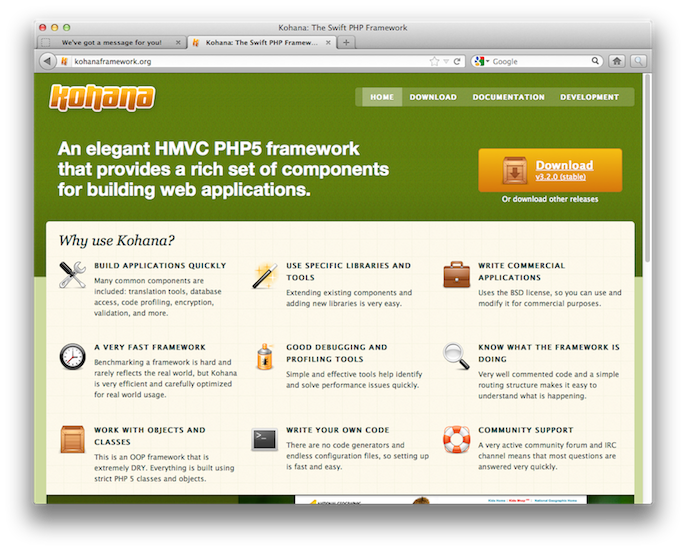 Kohana: The Swift PHP Framework
We've got a message for you!
Kohana: The Swift PHP Framew...
kohanaframework.org
Google
kohana
HOME DOWNLOAD DOCUMENTATION DEVELOPMENT
An elegant HMVC PHP5 framework
that provides a rich set of components
for building web applications.
Download
v3.2.0 (stable)
Or download other releases
Why use Kohana?
BUILD APPLICATIONS QUICKLY
Many common components are
included: translation tools, database
access, code profiling, encryption,
validation, and more.
USE SPECIFIC LIBRARIES AND
TOOLS
Extending existing components and
adding new libraries is very easy.
WRITE COMMERCIAL
APPLICATIONS
Uses the BSD license, so you can use and
modify it for commercial purposes.
A VERY FAST FRAMEWORK
Benchmarking a framework is hard and
rarely reflects the real world, but Kohana
is very efficient and carefully optimized
for real world usage.
GOOD DEBUGGING AND
PROFILING TOOLS
Simple and effective tools help identify
and solve performance issues quickly.
KNOW WHAT THE FRAMEWORK IS
DOING
Very well commented code and a simple
routing structure makes it easy to
understand what is happening.
WORK WITH OBJECTS AND
CLASSES
This is an OOP framework that is
extremely DRY. Everything is built using
strict PHP 5 classes and objects.
WRITE YOUR OWN CODE
There are no code generators and
endless configuration files, so setting up
is fast and easy.
COMMUNITY SUPPORT
A very active community forum and IRC
channel means that most questions are
answered very quickly.